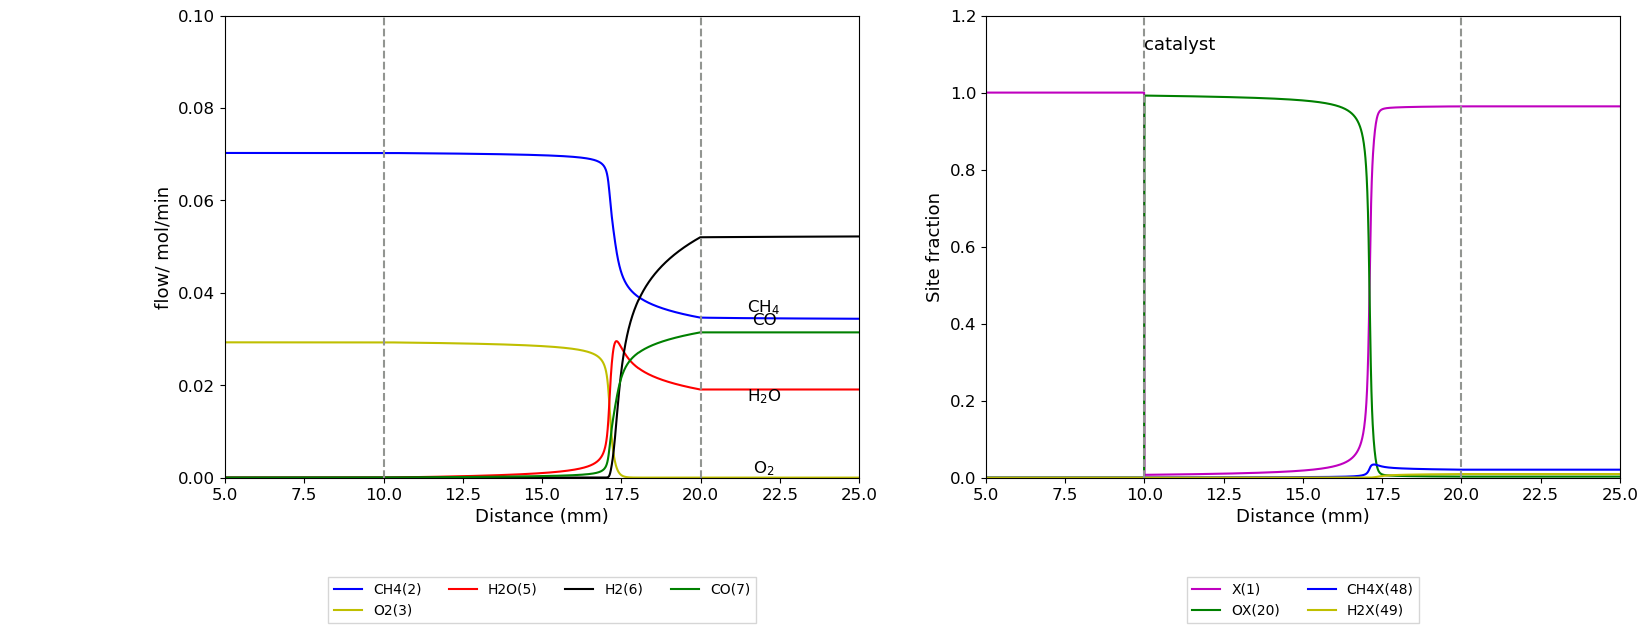 0.10
0.08
0.06
0.04
0.02
0.00
flow/ mol/min
CH₄
CO
H₂O
O₂
5.0 7.5 10.0 12.5 15.0 17.5 20.0 22.5 25.0
Distance (mm)
CH4(2) H2O(5) H2(6) CO(7)
O2(3)
1.2
1.0
0.8
0.6
0.4
0.2
0.0
Site fraction
catalyst
5.0 7.5 10.0 12.5 15.0 17.5 20.0 22.5 25.0
Distance (mm)
X(1) CH4X(48)
OX(20) H2X(49)